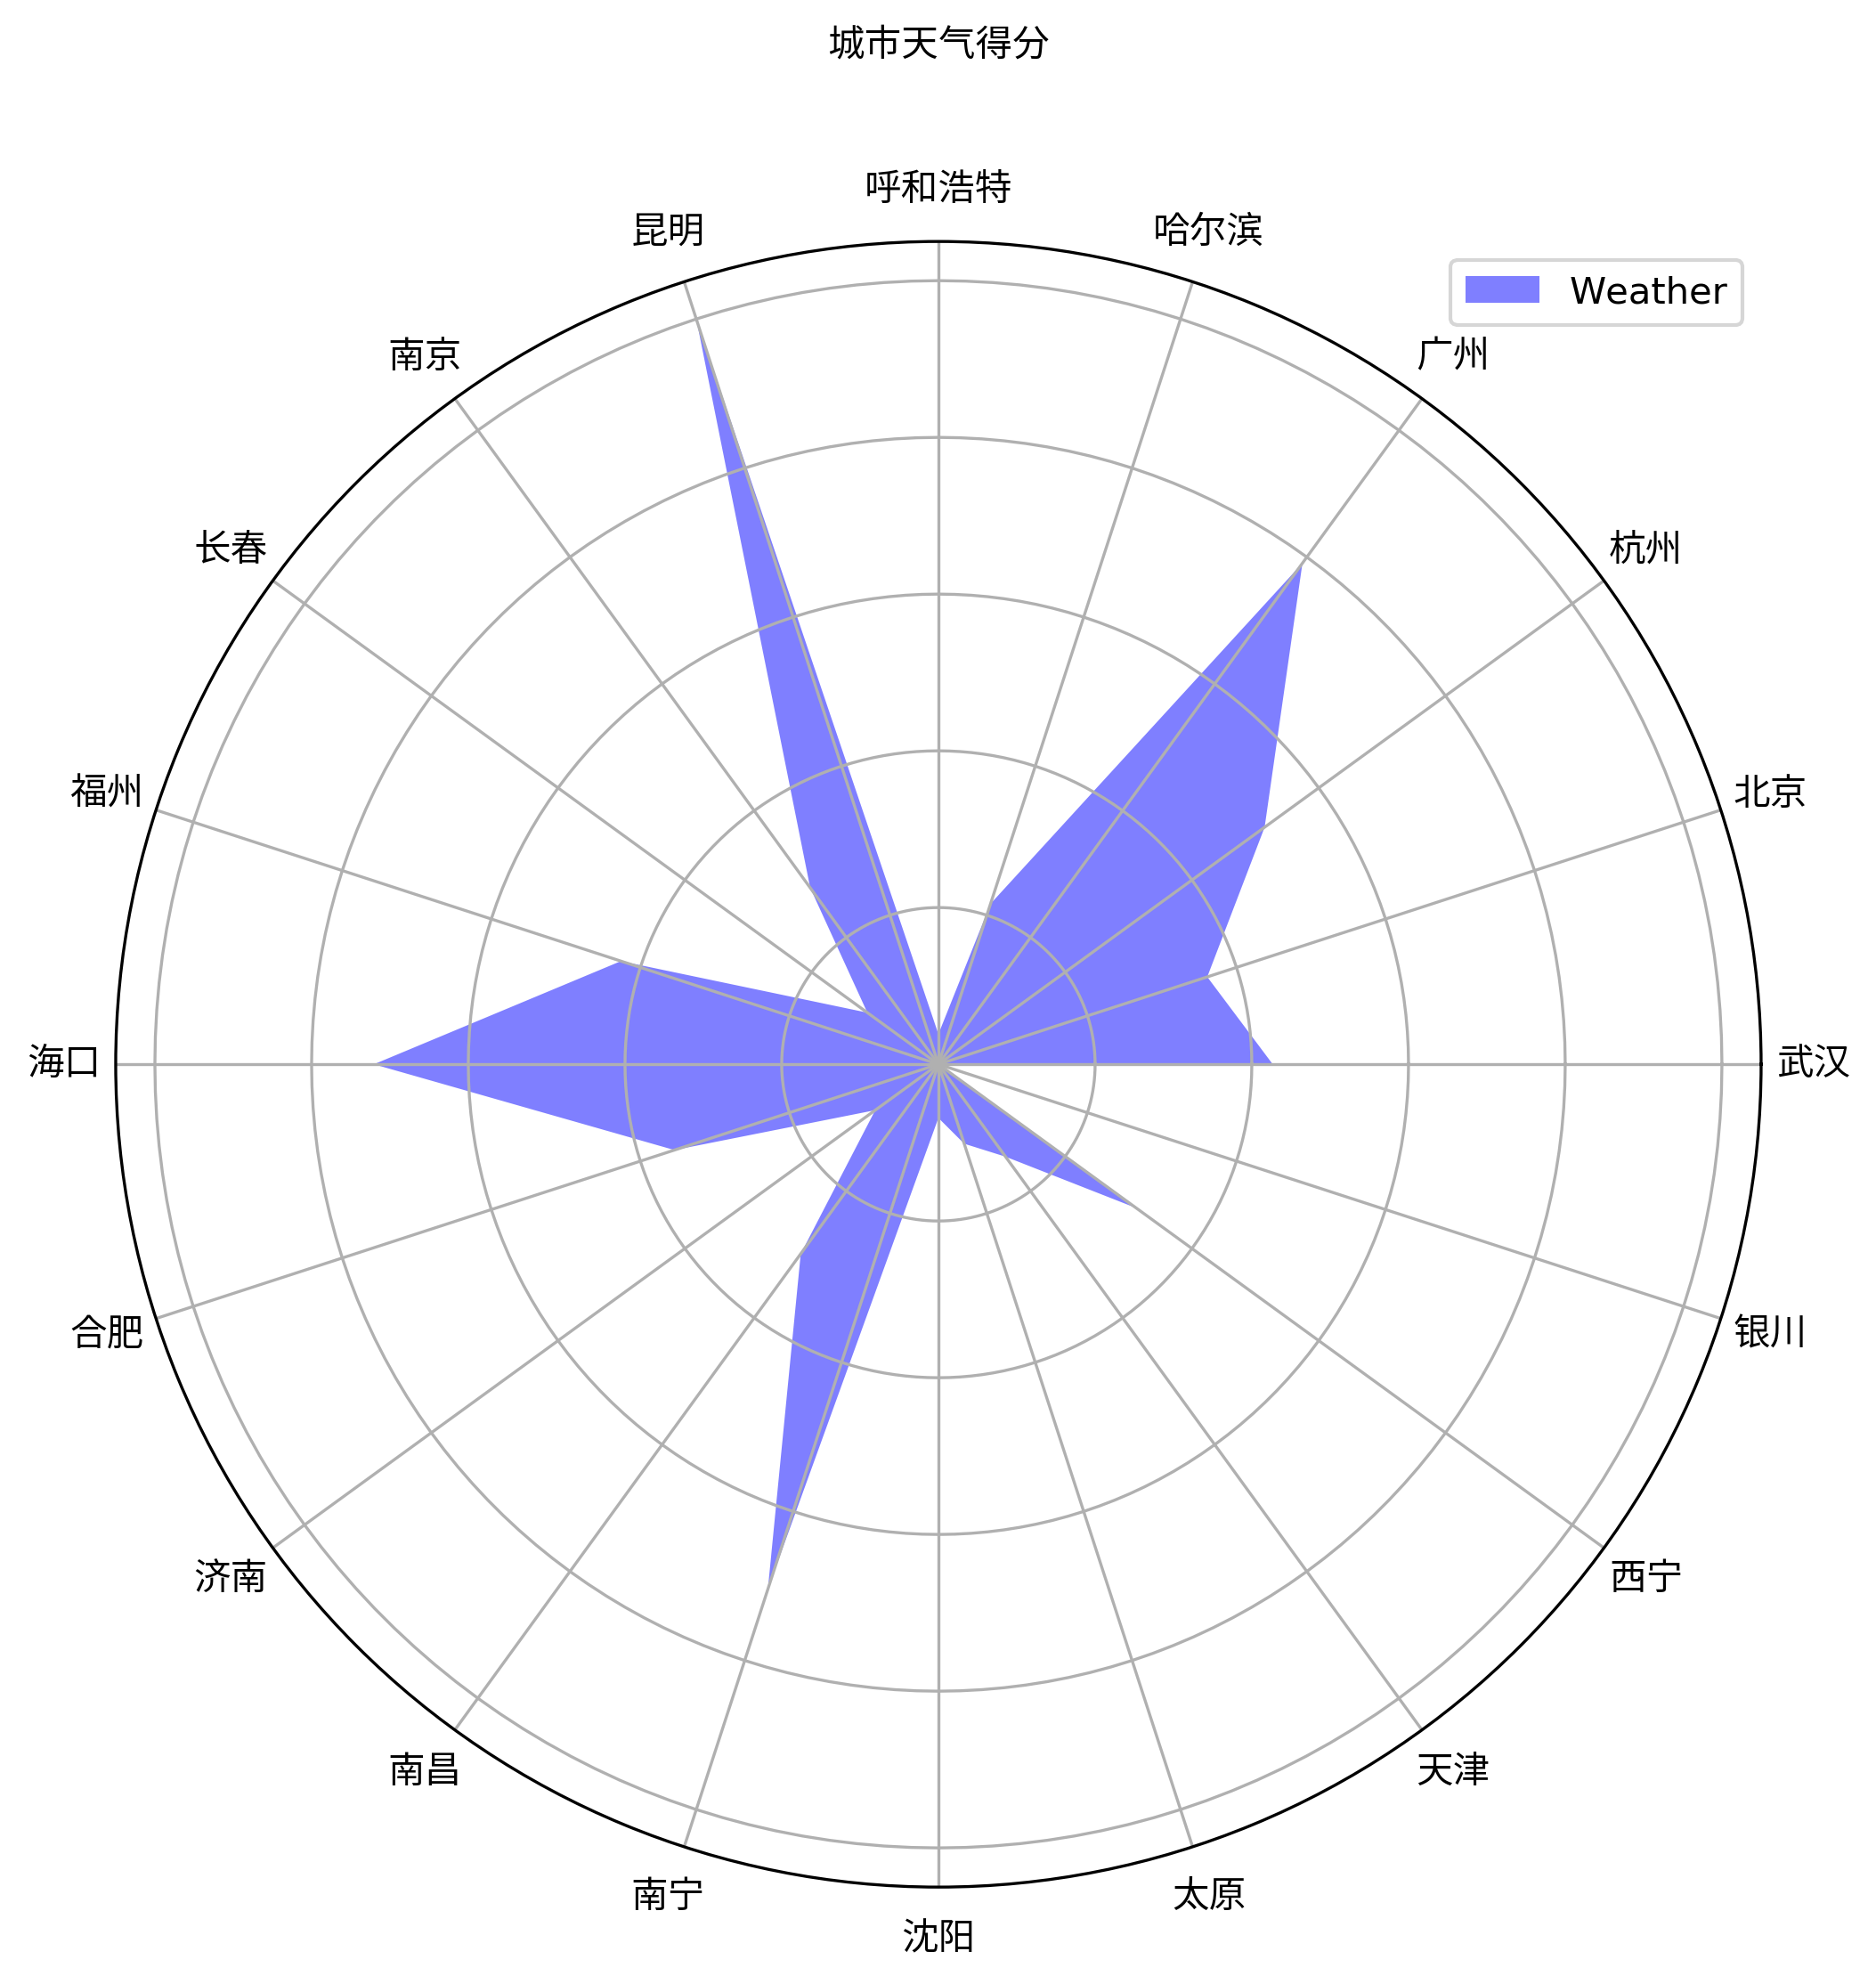 城市天气得分
呼和浩特
昆明
哈尔滨
Weather
南京
广州
长春
杭州
福州
北京
海口
武汉
合肥
银川
济南
西宁
南昌
天津
南宁
太原
沈阳